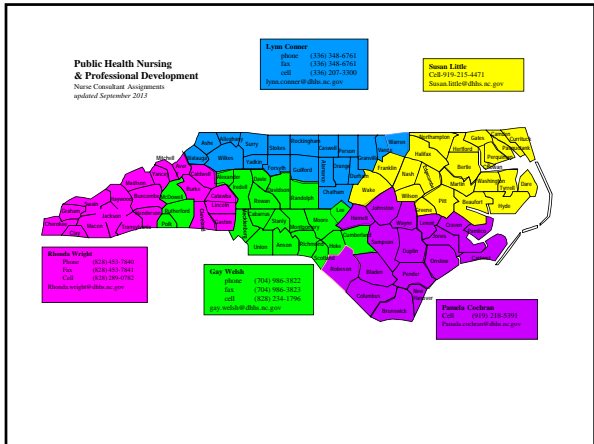 Public Health Nursing
& Professional Development
Nurse Consultant Assignments
updated September 2013
Lynn Conner
phone (336) 348-6761
fax (336) 348-6761
cell (336) 207-3300
lynn.conner@dhhs.nc.gov
Susan Little
Cell-919-215-4471
Susan.little@dhhs.nc.gov
Ashe
Alleghany
Surry
Stokes
Rockingham
Caswell
Person
Granville
Vance
Warren
Northampton
Gates
Camden
Currituck
Pasquotank
Perquimans
Chowan
Hertford
Halifax
Bertie
Watauga
Wilkes
Yadkin
Forsyth
Guilford
Alamance
Orange
Durham
Franklin
Nash
Edgecombe
Martin
Washington
Tyrrell
Dare
Mitchell
Avery
Caldwell
Alexander
Davie
Iredell
Davidson
Randolph
Chatham
Wake
Wilson
Pitt
Beaufort
Hyde
Madison
Yancey
Burke
Catawba
Rowan
Lee
Johnston
Greene
Haywood
Buncombe
McDowell
Lincoln
Cabarrus
Stanly
Montgomery
Moore
Harnett
Wayne
Lenoir
Craven
Pamlico
Swain
Graham
Jackson
Henderson
Rutherford
Cleveland
Gaston
Mecklenburg
Cherokee
Clay
Macon
Transylvania
Polk
Union
Anson
Richmond
Hoke
Cumberland
Sampson
Duplin
Jones
Onslow
Carteret
Scotland
Robeson
Bladen
Pender
Columbus
New
Hanover
Brunswick
Rhonda Wright
Phone (828)-453-7840
Fax (828)-453-7841
Cell (828)-289-0782
Rhonda.wright@dhhs.nc.gov
Gay Welsh
phone (704) 986-3822
fax (704) 986-3823
cell (828) 234-1796
gay.welsh@dhhs.nc.gov
Pamela Cochran
Cell (919) 218-5391
Pamela.cochran@dhhs.nc.gov